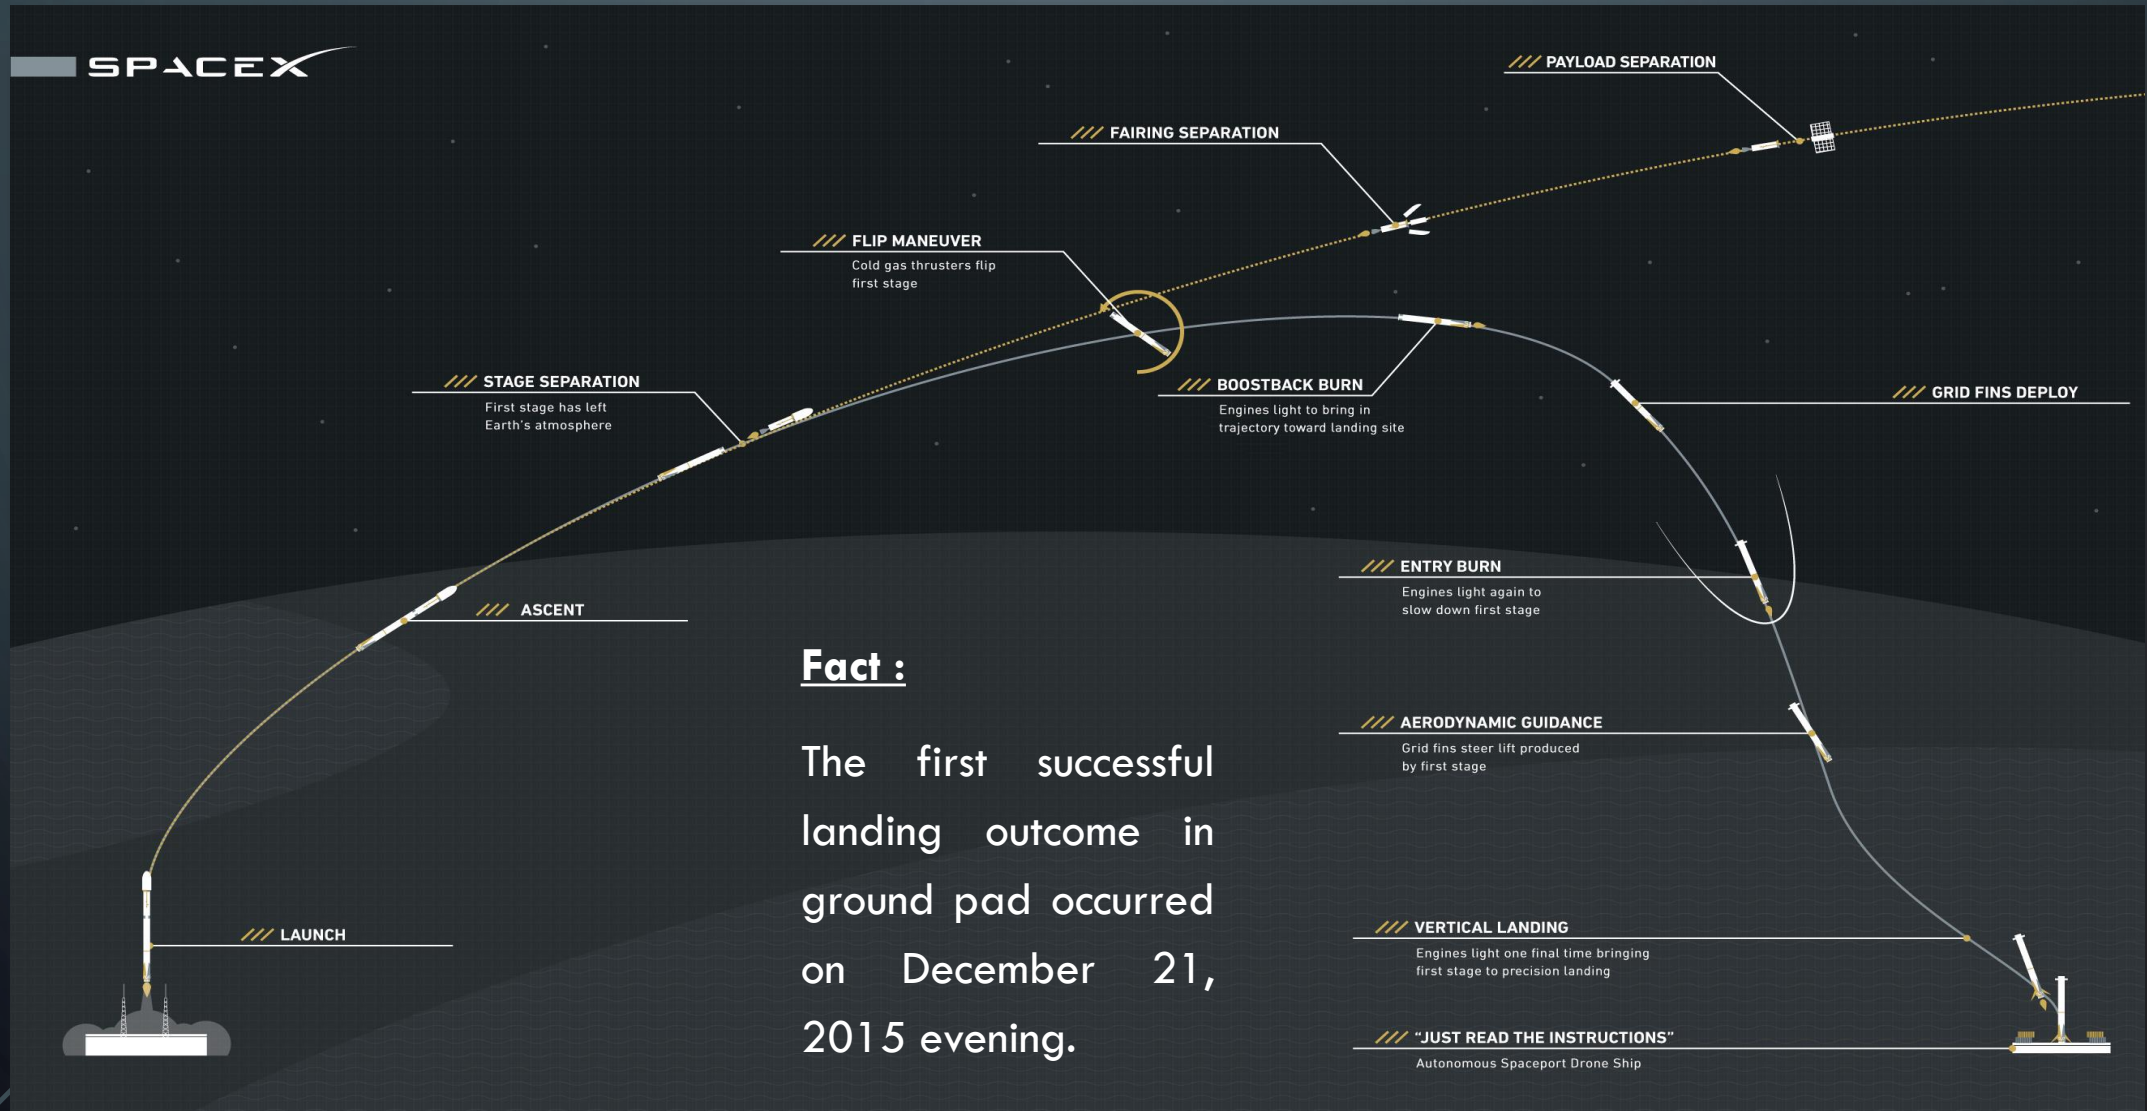 SPACEX
PAYLOAD SEPARATION
FAIRING SEPARATION
FLIP MANEUVER
Cold gas thrusters flip
first stage
STAGE SEPARATION
First stage has left
Earth's atmosphere
BOOSTBACK BURN
Engines light to bring in
trajectory toward landing site
GRID FINS DEPLOY
ENTRY BURN
Engines light again to
slow down first stage
ASCENT
Fact :
The first successful
landing outcome in
ground pad occurred
on December 21,
2015 evening.
AERODYNAMIC GUIDANCE
Grid fins steer lift produced
by first stage
LAUNCH
VERTICAL LANDING
Engines light one final time bringing
first stage to precision landing
“JUST READ THE INSTRUCTIONS”
Autonomous Spaceport Drone Ship